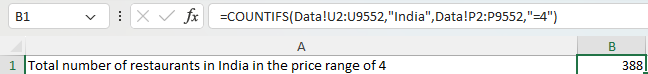 B1 fx =COUNTIFS(Data!U2:U9552,"India",Data!P2:P9552,"=4")
A B
1 Total number of restaurants in India in the price range of 4 388